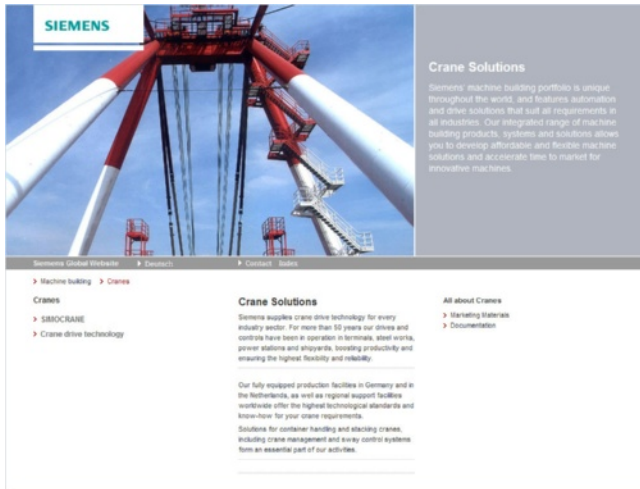 SIEMENS
Crane Solutions
Siemens' machine building portfolio is unique
throughout the world, and features automation
and drive solutions that suit all requirements in
all industries. Our integrated range of machine
building products, systems and solutions allows
you to develop affordable and flexible machine
solutions and accelerate time to market for
innovative machines.
Siemens Global Website
Deutsch
Contact
Index
Machine building Cranes
Cranes
SIMOCRANE
Crane drive technology
Crane Solutions
Siemens supplies crane drive technology for every
industry sector. For more than 50 years our drives and
controls have been in operation in terminals, steel works,
power stations and shipyards, boosting productivity and
ensuring the highest flexibility and reliability.
Our fully equipped production facilities in Germany and in
the Netherlands, as well as regional support facilities
worldwide offer the highest technological standards and
know-how for your crane requirements.
Solutions for container handling and stacking cranes,
including crane management and sway control systems
form an essential part of our activities.
All about Cranes
Marketing Materials
Documentation